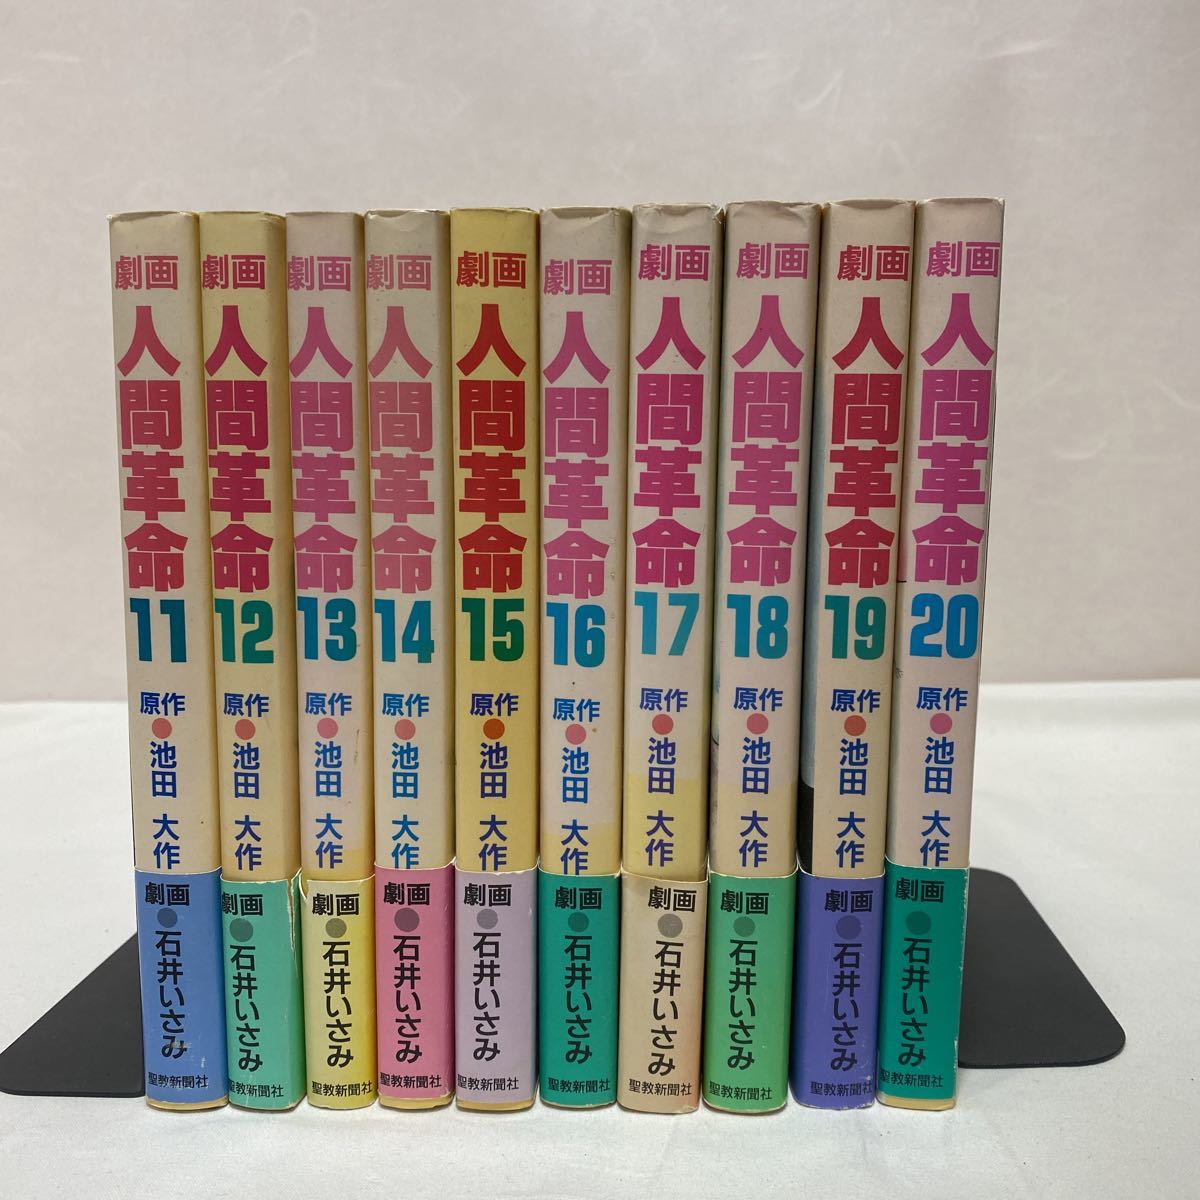 劇画
人間革命
11
原作●池田大作
劇画●石井いさみ
聖教新聞社
劇画
人間革命
12
原作●池田大作
劇画●石井いさみ
聖教新聞社
劇画
人間革命
13
原作●池田大作
劇画●石井いさみ
聖教新聞社
劇画
人間革命
14
原作●池田大作
劇画●石井いさみ
聖教新聞社
劇画
人間革命
15
原作●池田大作
劇画●石井いさみ
聖教新聞社
劇画
人間革命
16
原作●池田大作
劇画●石井いさみ
聖教新聞社
劇画
人間革命
17
原作●池田大作
劇画●石井いさみ
聖教新聞社
劇画
人間革命
18
原作●池田大作
劇画●石井いさみ
聖教新聞社
劇画
人間革命
19
原作●池田大作
劇画●石井いさみ
聖教新聞社
劇画
人間革命
20
原作●池田大作
劇画●石井いさみ
聖教新聞社